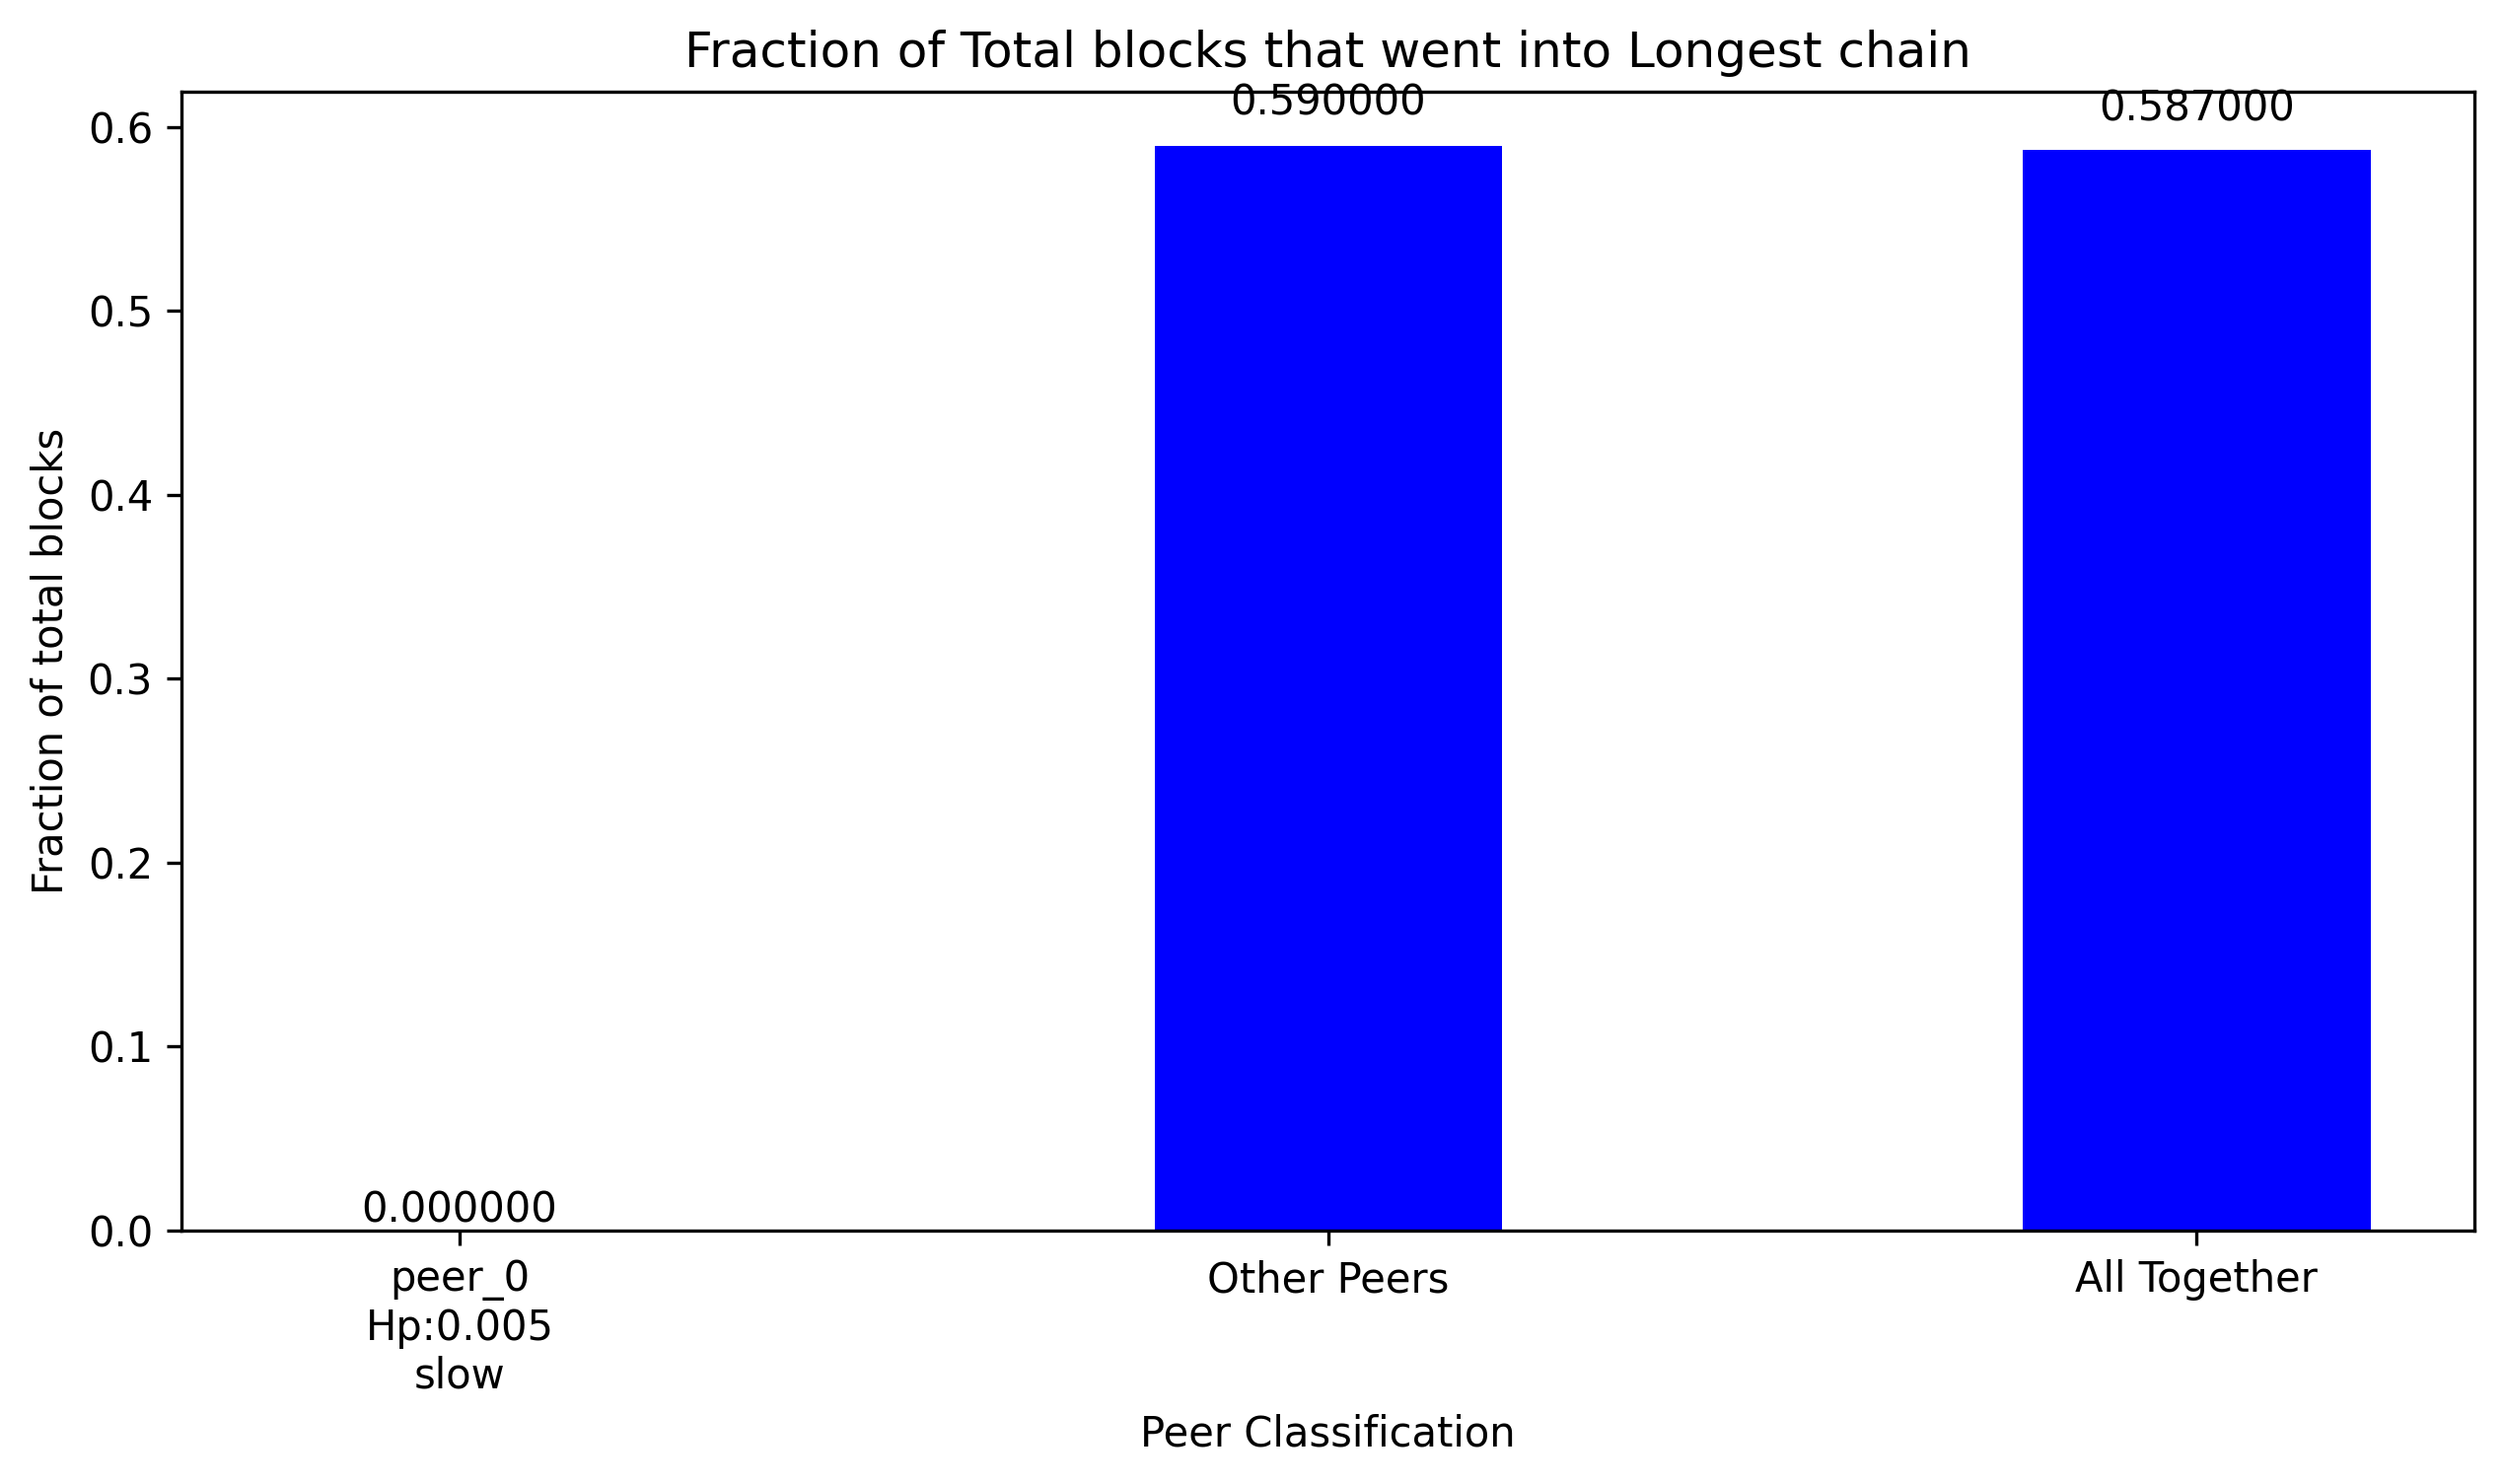 Fraction of Total blocks that went into Longest chain
0.590000
0.587000
0.6
0.5
0.4
0.3
0.2
0.1
0.0
Fraction of total blocks
0.000000
peer_0
Hp:0.005
slow
Other Peers
All Together
Peer Classification